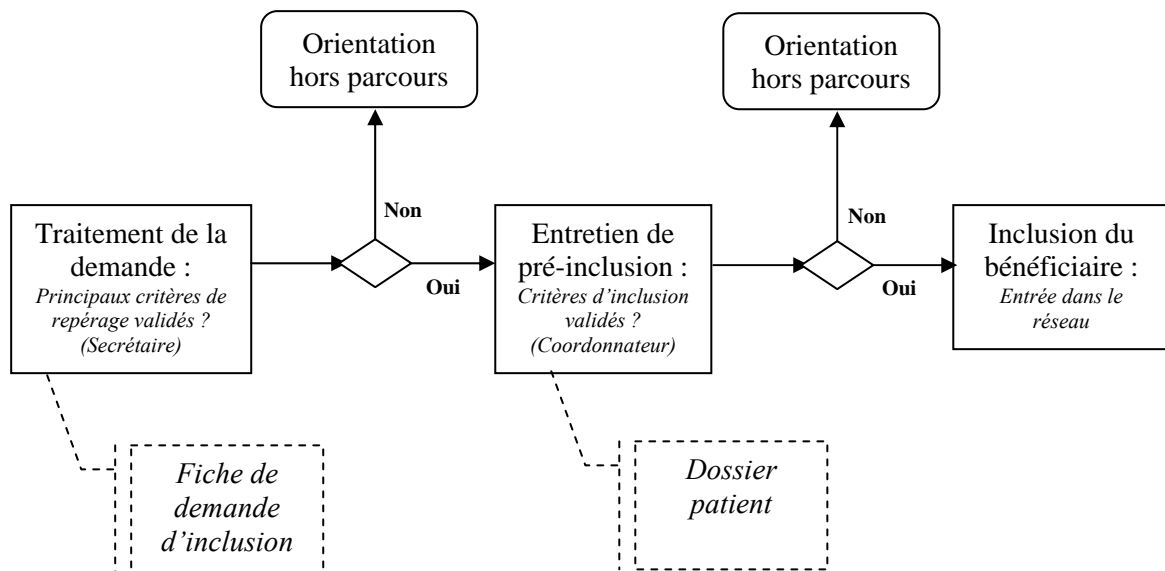 Orientation
hors parcours
Orientation
hors parcours
Non
Non
Traitement de la
demande :
Principaux critères de
repérage validés ?
(Secrétaire)
Oui
Entretien de
pré-inclusion :
Critères d’inclusion
validés ?
(Coordonnateur)
Oui
Inclusion du
bénéficiaire :
Entrée dans le
réseau
Fiche de
demande
d’inclusion
Dossier
patient